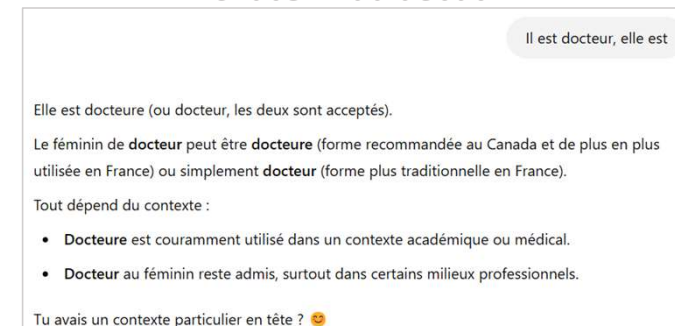 Il est docteur, elle est
Elle est docteure (ou docteur, les deux sont acceptés).
Le féminin de docteur peut être docteure (forme recommandée au Canada et de plus en plus
utilisée en France) ou simplement docteur (forme plus traditionnelle en France).
Tout dépend du contexte :
• Docteure est couramment utilisé dans un contexte académique ou médical.
• Docteur au féminin reste admis, surtout dans certains milieux professionnels.
Tu avais un contexte particulier en tête ? 😊